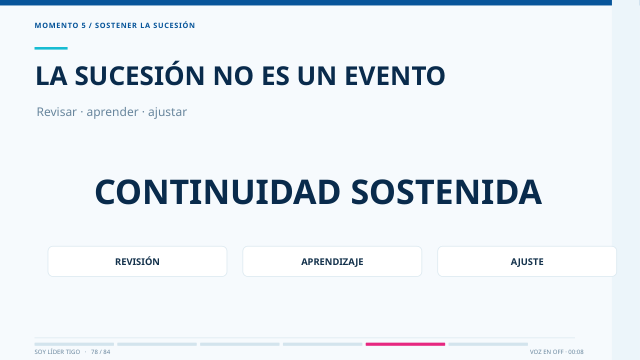 MOMENTO 5 / SOSTENER LA SUCESIÓN
LA SUCESIÓN NO ES UN EVENTO
Revisar · aprender · ajustar
CONTINUIDAD SOSTENIDA
REVISIÓN
APRENDIZAJE
AJUSTE
SOY LÍDER TIGO · 78 / 84
VOZ EN OFF · 00:08